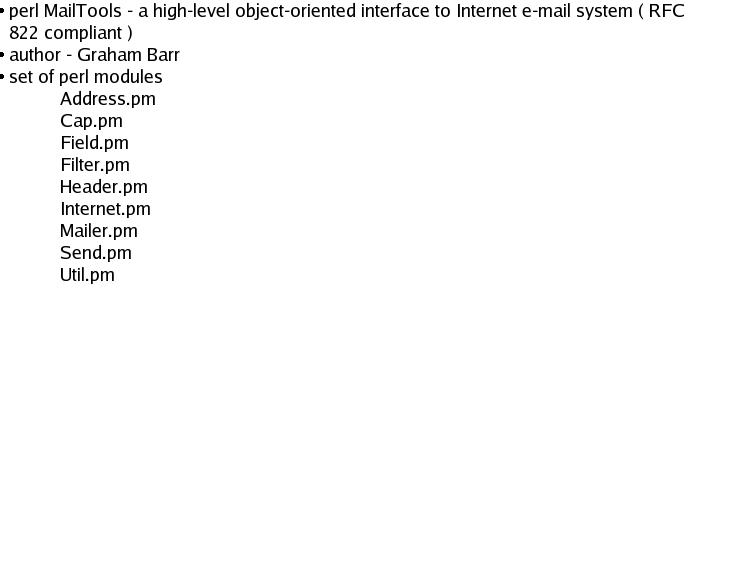 • perl MailTools - a high-level object-oriented interface to Internet e-mail system ( RFC
822 compliant )
• author - Graham Barr
• set of perl modules
Address.pm
Cap.pm
Field.pm
Filter.pm
Header.pm
Internet.pm
Mailer.pm
Send.pm
Util.pm